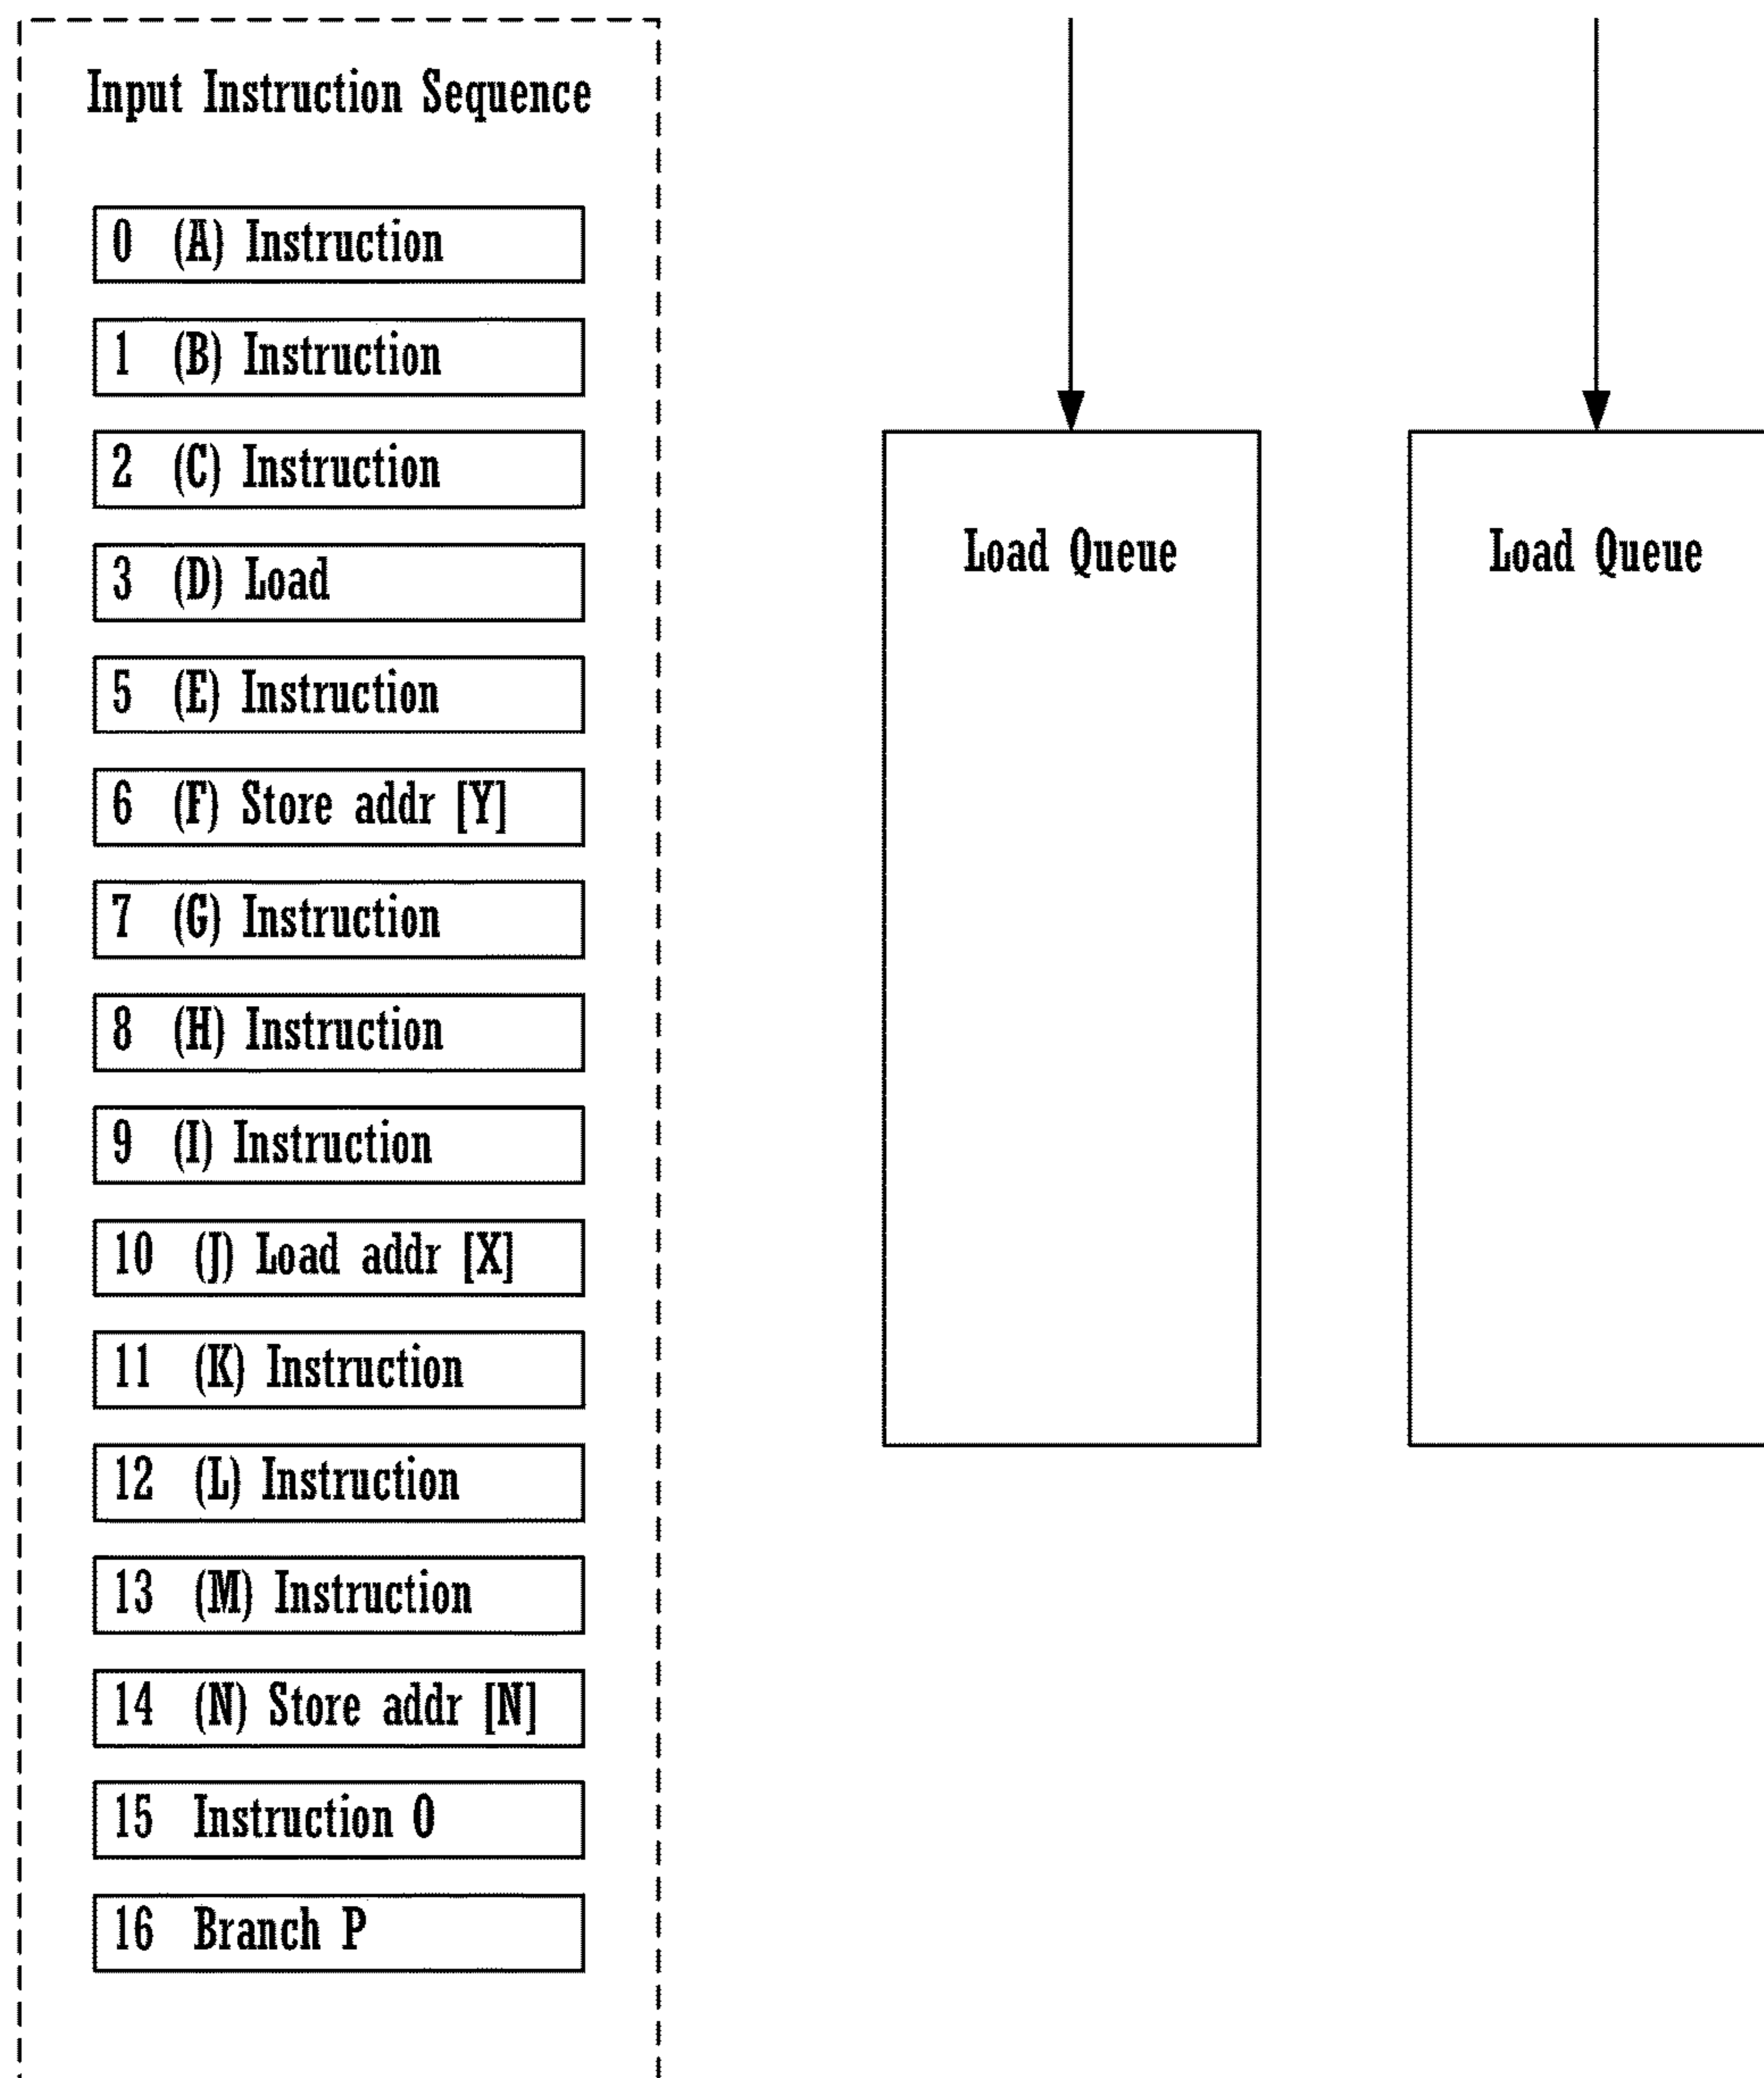 Input Instruction Sequence
0 (A) Instruction
1 (B) Instruction
2 (C) Instruction
3 (D) Load
5 (E) Instruction
6 (F) Store addr [Y]
7 (G) Instruction
8 (H) Instruction
9 (I) Instruction
10 (J) Load addr [X]
11 (K) Instruction
12 (L) Instruction
13 (M) Instruction
14 (N) Store addr [N]
15 Instruction O
16 Branch P
Load Queue
Load Queue